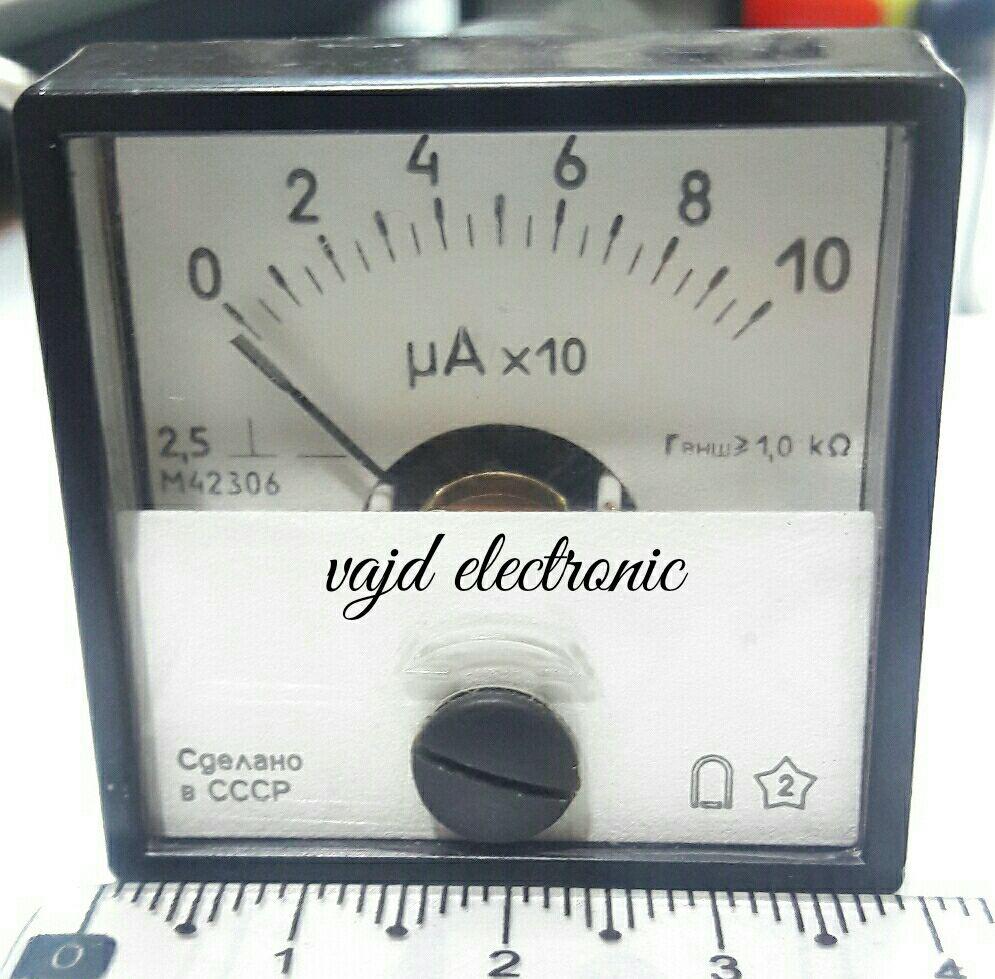 0 2 4 6 8 10
µA x10
2,5 ⊥ —
rвнш⩾1,0 kΩ
M42306
vajd electronic
Сделано
в СССР
2
0 1 2 3 4